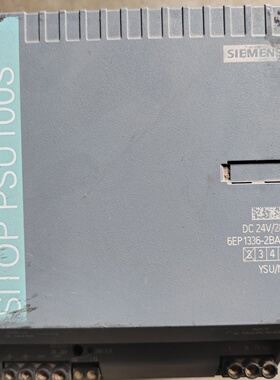 SIEMENS
SITOP PSU100S
DC 24V/2
6EP1336-2BA
X 2 3 4
YSU/